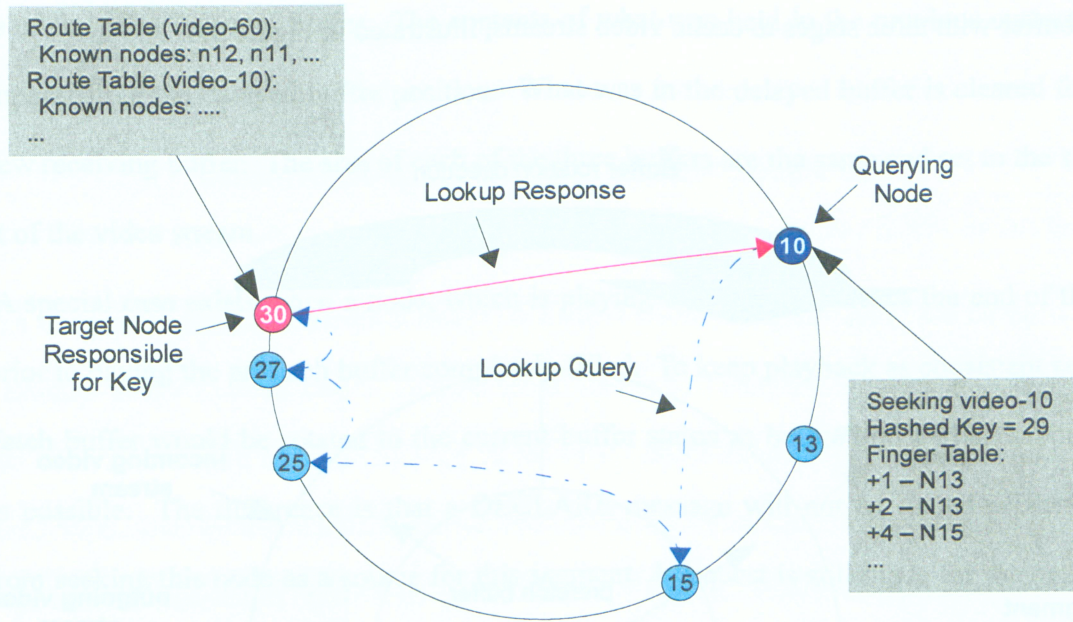 Route Table (video-60):
Known nodes: n12, n11, ...
Route Table (video-10):
Known nodes: ....
...
Lookup Response
Querying
Node
10
30
Target Node
Responsible
for Key
27
Lookup Query
25
13
15
Seeking video-10
Hashed Key = 29
Finger Table:
+1 – N13
+2 – N13
+4 – N15
...